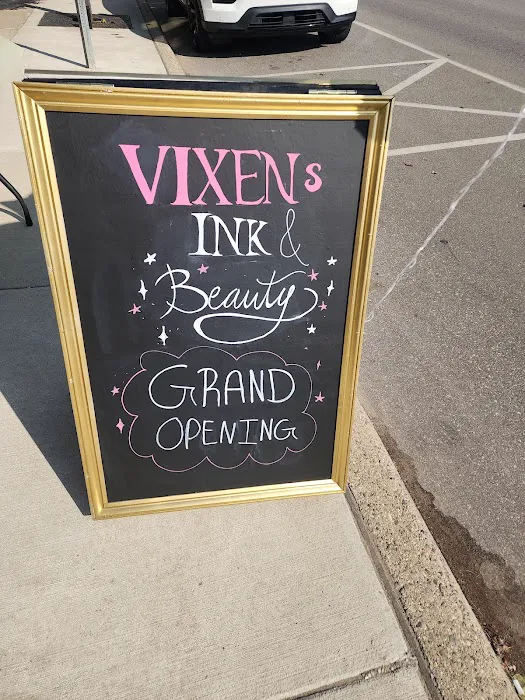 VIXENs
INK &
Beauty
GRAND
OPENING